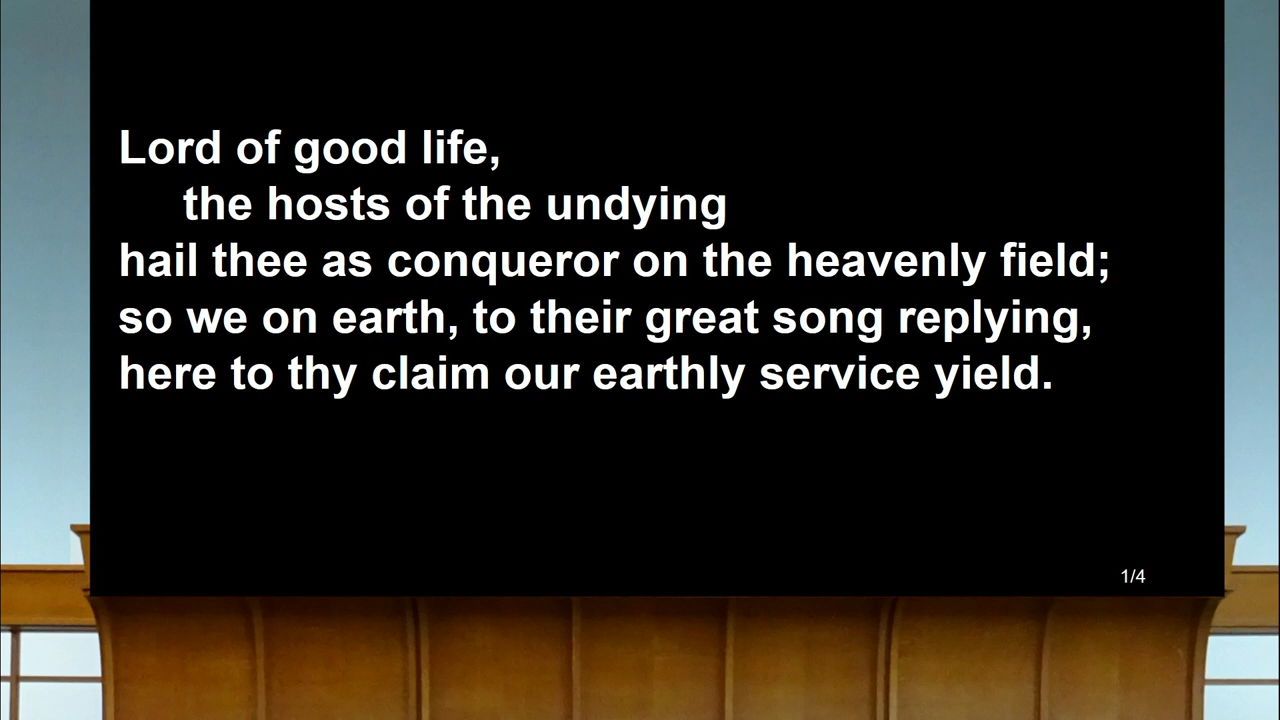 Lord of good life,
the hosts of the undying
hail thee as conqueror on the heavenly field;
so we on earth, to their great song replying,
here to thy claim our earthly service yield.
1/4